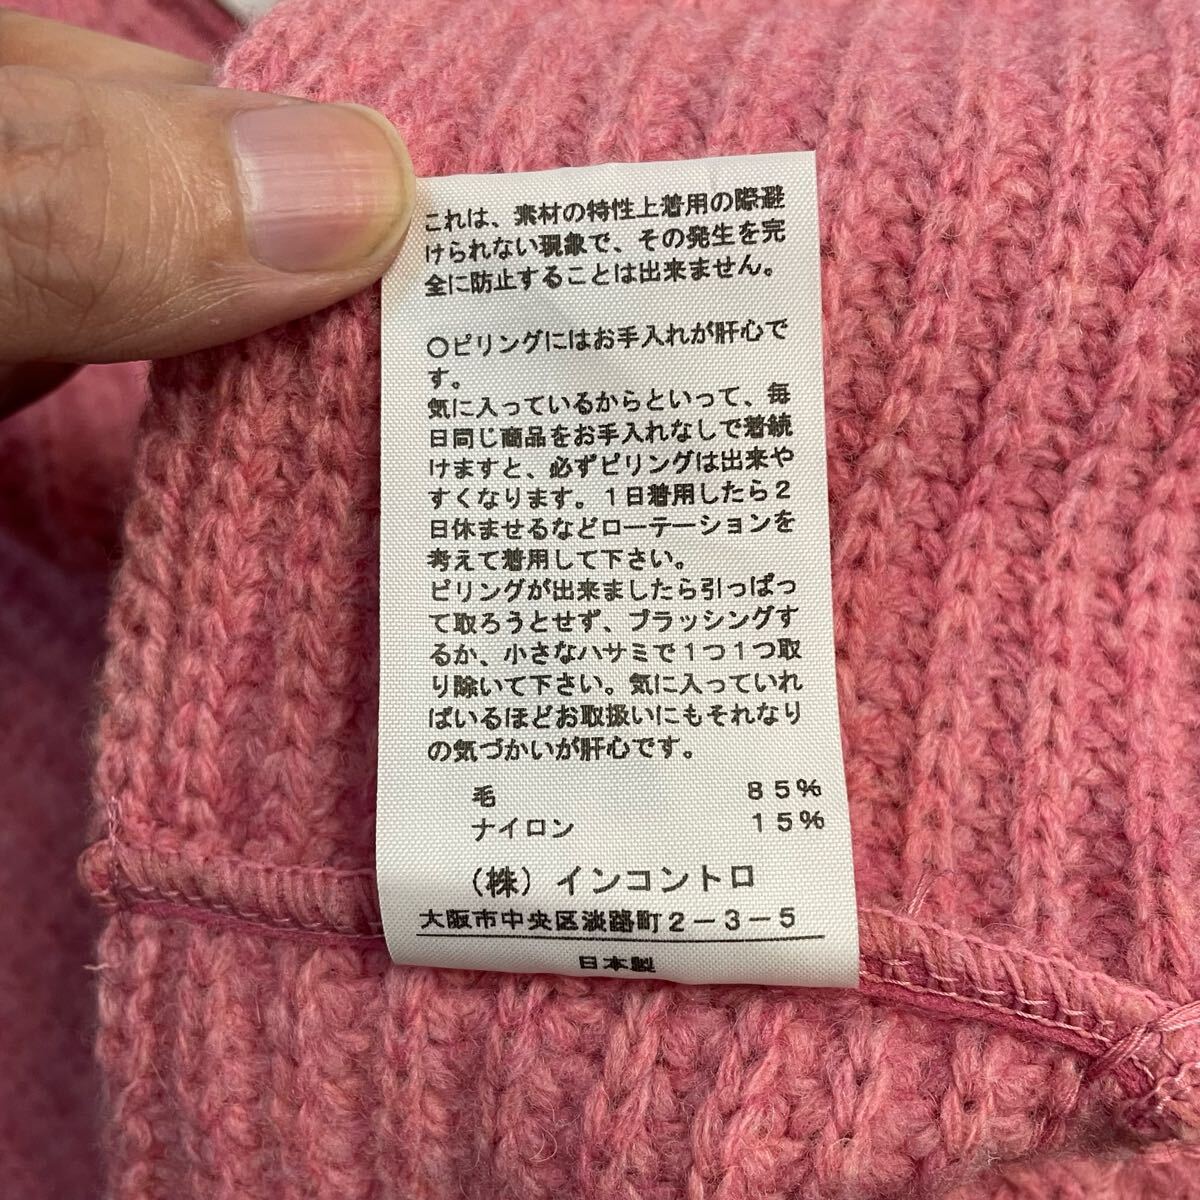 これは、素材の特性上着用の際避
けられない現象で、その発生を完
全に防止することは出来ません。
○ピリングにはお手入れが肝心で
す。
気に入っているからといって、毎
日同じ商品をお手入れなしで着続
けますと、必ずピリングは出来や
すくなります。1日着用したら2
日休ませるなどローテーションを
考えて着用して下さい。
ピリングが出来ましたら引っぱっ
て取ろうとせず、ブラッシングす
るか、小さなハサミで1つ1つ取
り除いて下さい。気に入っていれ
ばいるほどお取扱いにもそれなり
の気づかいが肝心です。
毛 85%
ナイロン 15%
(株)インコントロ
大阪市中央区淡路町2-3-5
日本製